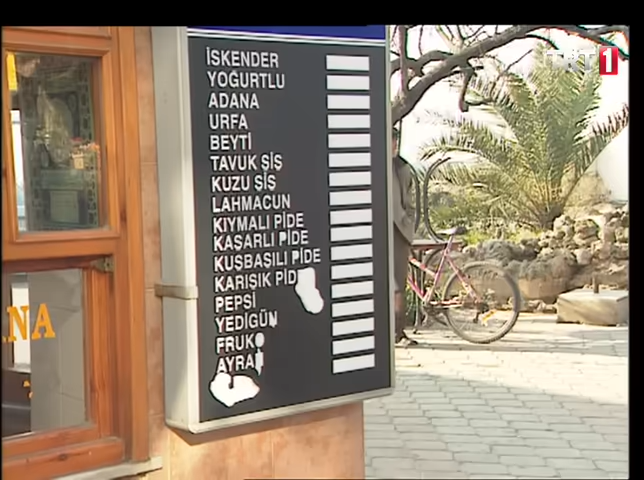 TRT 1
İSKENDER
YOĞURTLU
ADANA
URFA
BEYTİ
TAVUK ŞİŞ
KUZU ŞİŞ
LAHMACUN
KIYMALI PİDE
KAŞARLI PİDE
KUŞBAŞILI PİDE
KARIŞIK PİD
PEPSİ
YEDİGÜN
FRUKO
AYRA
NA